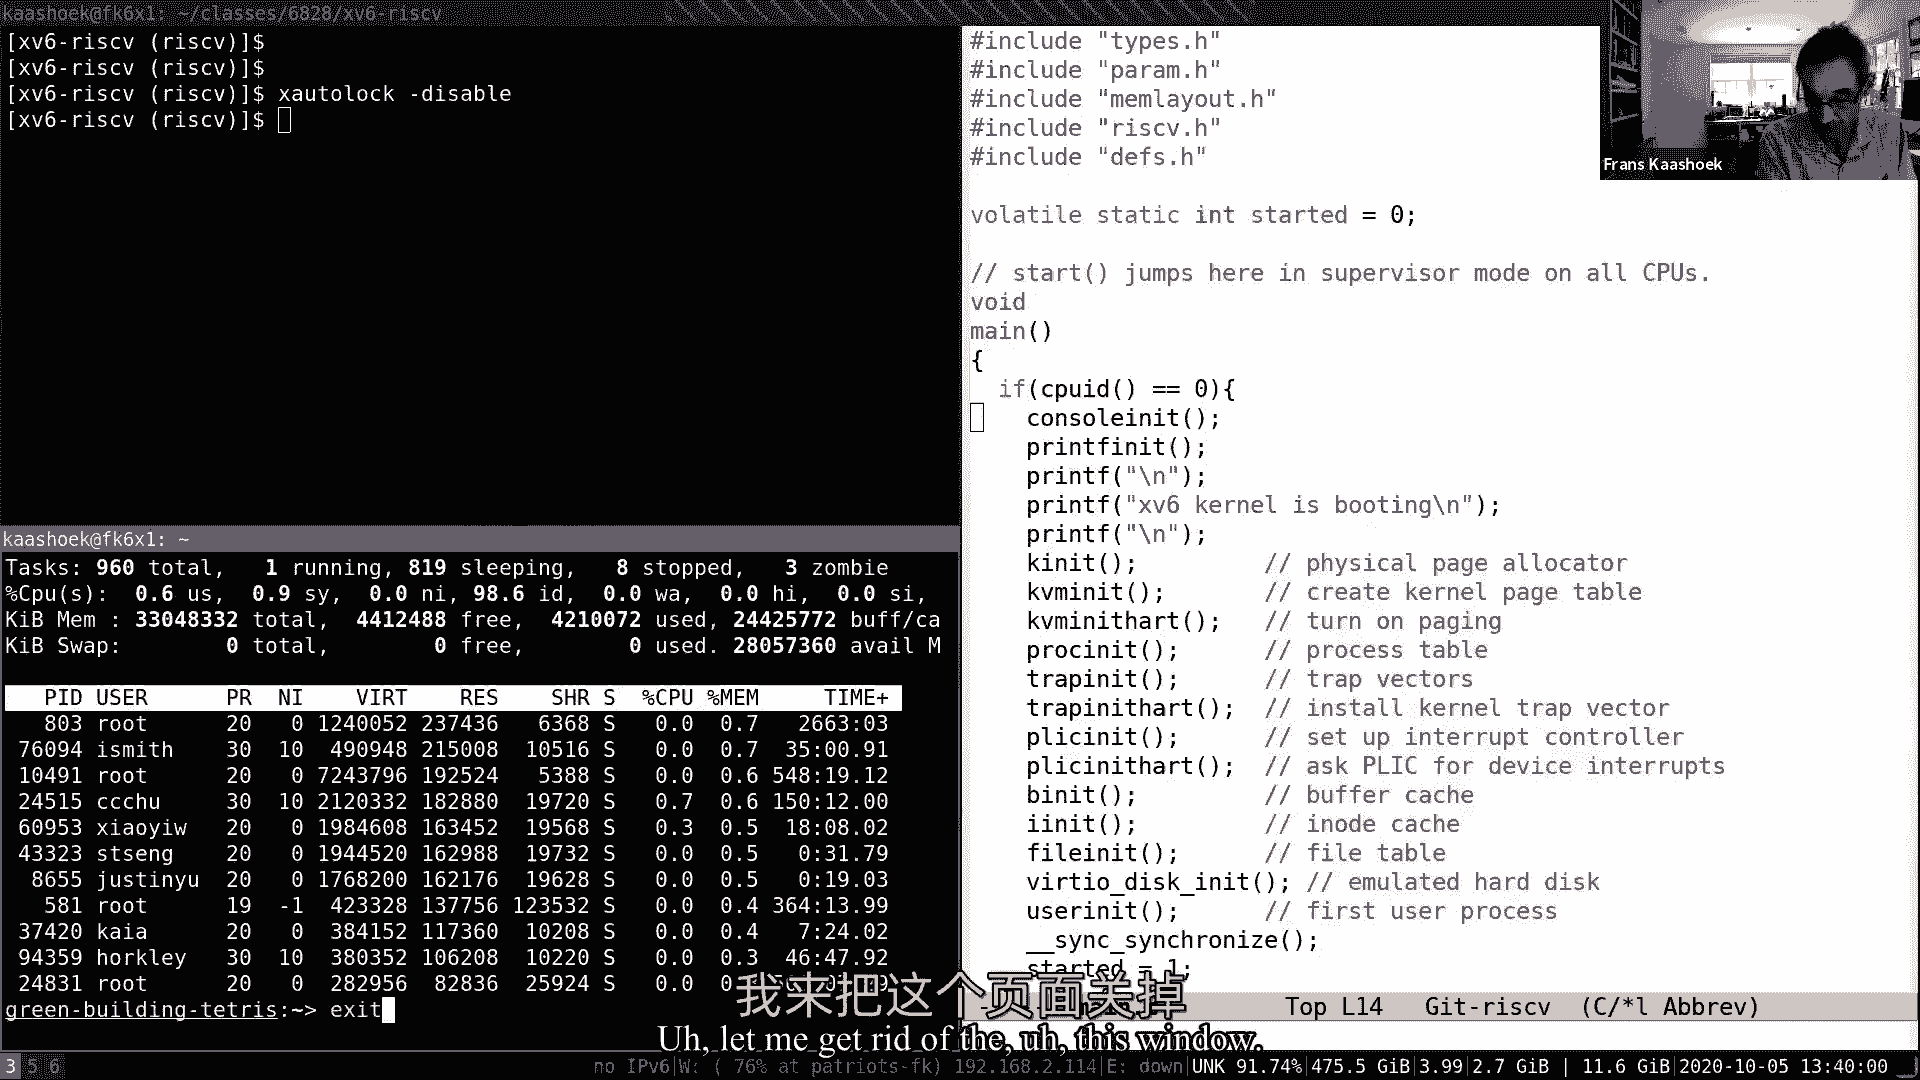 kaashoek@fk6x1: ~/classes/6828/xv6-riscv
[xv6-riscv (riscv)]$
[xv6-riscv (riscv)]$
[xv6-riscv (riscv)]$ xautolock -disable
[xv6-riscv (riscv)]$
kaashoek@fk6x1: ~
Tasks: 960 total,   1 running, 819 sleeping,   8 stopped,   3 zombie
%Cpu(s):  0.6 us,  0.9 sy,  0.0 ni, 98.6 id,  0.0 wa,  0.0 hi,  0.0 si,
KiB Mem : 33048332 total,  4412488 free,  4210072 used, 24425772 buff/ca
KiB Swap:        0 total,        0 free,        0 used. 28057360 avail M
PID USER      PR  NI    VIRT    RES    SHR S  %CPU %MEM     TIME+
803 root      20   0 1240052 237436   6368 S   0.0  0.7   2663:03
76094 ismith    30  10  490948 215008  10516 S   0.0  0.7  35:00.91
10491 root      20   0 7243796 192524   5388 S   0.0  0.6 548:19.12
24515 ccchu     30  10 2120332 182880  19720 S   0.7  0.6 150:12.00
60953 xiaoyiw   20   0 1984608 163452  19568 S   0.3  0.5  18:08.02
43323 stseng    20   0 1944520 162988  19732 S   0.0  0.5   0:31.79
8655 justinyu  20   0 1768200 162176  19628 S   0.0  0.5   0:19.03
581 root      19  -1  423328 137756 123532 S   0.0  0.4 364:13.99
37420 kaia      20   0  384152 117360  10208 S   0.0  0.4   7:24.02
94359 horkley   30  10  380352 106208  10220 S   0.0  0.3  46:47.92
24831 root      20   0  282956  82836  25924 S   0.0
green-building-tetris:~> exit
#include "types.h"
#include "param.h"
#include "memlayout.h"
#include "riscv.h"
#include "defs.h"
volatile static int started = 0;
// start() jumps here in supervisor mode on all CPUs.
void
main()
{
  if(cpuid() == 0){
    consoleinit();
    printfinit();
    printf("\n");
    printf("xv6 kernel is booting\n");
    printf("\n");
    kinit();         // physical page allocator
    kvminit();       // create kernel page table
    kvminithart();   // turn on paging
    procinit();      // process table
    trapinit();      // trap vectors
    trapinithart();  // install kernel trap vector
    plicinit();      // set up interrupt controller
    plicinithart();  // ask PLIC for device interrupts
    binit();         // buffer cache
    iinit();         // inode cache
    fileinit();      // file table
    virtio_disk_init(); // emulated hard disk
    userinit();      // first user process
    __sync_synchronize();
    started = 1;
Top L14   Git-riscv  (C/*l Abbrev)
Frans Kaashoek
我来把这个页面关掉
Uh, let me get rid of the, uh, this window.
3 5 6
no IPv6|W: ( 76% at patriots-fk) 192.168.2.114|E: down|UNK 91.74%|475.5 GiB|3.99|2.7 GiB | 11.6 GiB|2020-10-05 13:40:00